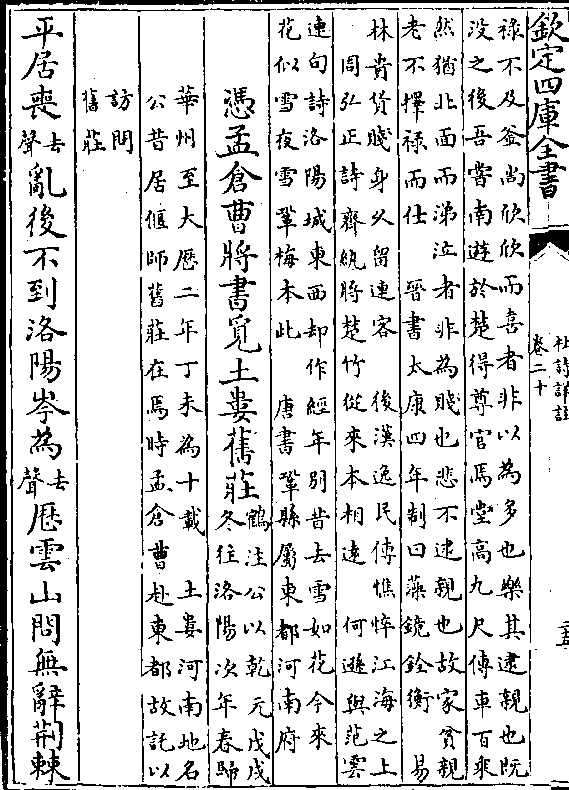 欽定四庫全書
杜詩詳註
卷二十
祿不及釜尚欣欣而喜者非以為多也樂其逮親也既
没之後吾嘗南遊於楚得尊官焉堂高九尺傳車百乘
然猶北面而涕泣者非為賤也悲不逮親也故家貧親
老不擇祿而仕　晉書太康四年制曰藻鏡銓衡　易
林貴貨賤身久留連客　後漢逸民傳憔悴江海之上
周弘正詩齊紈將楚竹從來本相遠　何遜與范雲
連句詩洛陽城東面却作經年别昔去雪如花今來
花似雪夜雪鞏梅本此　唐書鞏縣屬東都河南府
憑孟倉曹將書覓土婁舊莊
鶴注公以乾元戊戌
冬往洛陽次年春歸
華州至大厯二年丁未為十載　土婁河南地名
公昔居偃師舊莊在焉時孟倉曹赴東都故託以
訪問
舊莊
平居喪去聲亂後不到洛陽岑為去聲厯雲山問無辭荆棘